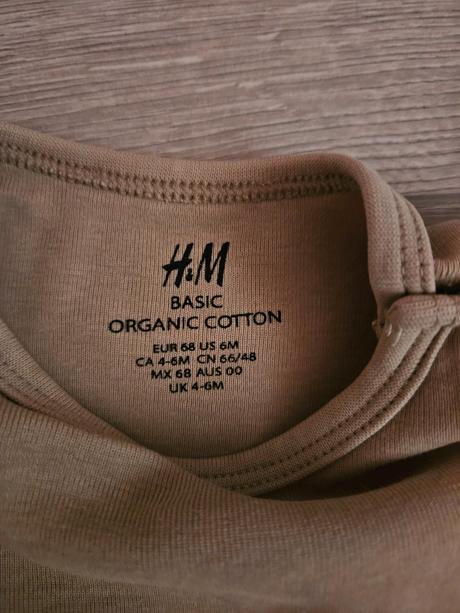 H&M
BASIC
ORGANIC COTTON
EUR 68 US 6M
CA 4-6M CN 66/48
MX 68 AUS 00
UK 4-6M